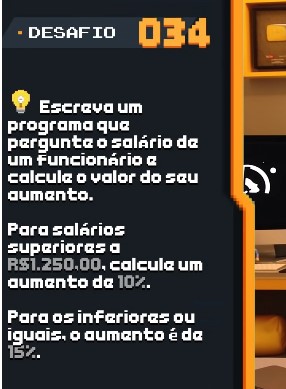 DESAFIO 034
Escreva um
programa que
pergunte o salário de
um funcionário e
calcule o valor do seu
aumento.
Para salários
superiores a
R$1.250,00, calcule um
aumento de 10%.
Para os inferiores ou
iguais, o aumento é de
15%.